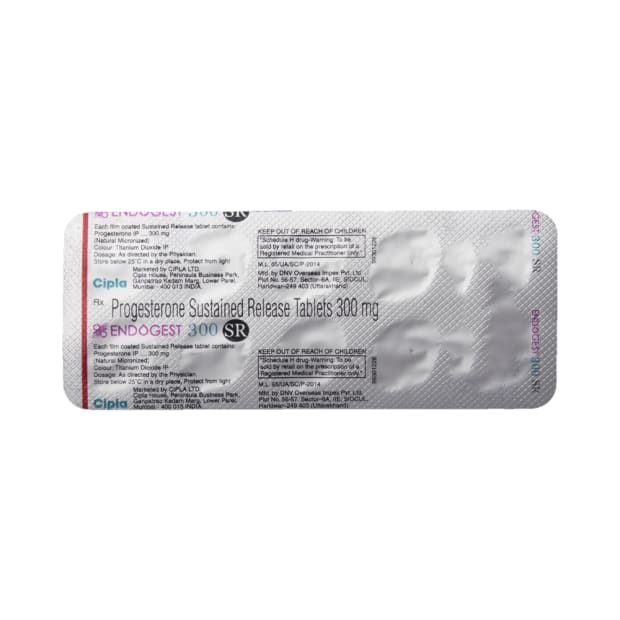 ENDOGEST 300 SR
Each film coated Sustained Release tablet contains:
Progesterone IP ... 300 mg
(Natural Micronized)
Colour: Titanium Dioxide IP
Dosage: As directed by the Physician.
Store below 25°C in a dry place, Protect from light
Cipla
Marketed by CIPLA LTD.
Cipla House, Peninsula Business Park,
Ganpatrao Kadam Marg, Lower Parel,
Mumbai - 400 013 INDIA.
KEEP OUT OF REACH OF CHILDREN
"Schedule H drug-Warning: To be
sold by retail on the prescription of a
Registered Medical Practitioner only."
M.L. 65/UA/SC/P-2014
Mfd. by DNV Overseas Impex Pvt. Ltd.
Plot No. 56-57, Sector-6A, IIE, SIDCUL,
Haridwar-249 403 (Uttarakhand)
Rx Progesterone Sustained Release Tablets 300 mg
ENDOGEST 300 SR
Each film coated Sustained Release tablet contains:
Progesterone IP ... 300 mg
(Natural Micronized)
Colour: Titanium Dioxide IP
Dosage: As directed by the Physician.
Store below 25°C in a dry place, Protect from light
Cipla
Marketed by CIPLA LTD.
Cipla House, Peninsula Business Park,
Ganpatrao Kadam Marg, Lower Parel,
Mumbai - 400 013 INDIA.
KEEP OUT OF REACH OF CHILDREN
"Schedule H drug-Warning: To be
sold by retail on the prescription of a
Registered Medical Practitioner only."
M.L. 65/UA/SC/P-2014
Mfd. by DNV Overseas Impex Pvt. Ltd.
Plot No. 56-57, Sector-6A, IIE, SIDCUL,
Haridwar-249 403 (Uttarakhand)
ENDOGEST 300 SR
ENDOGEST 300 SR